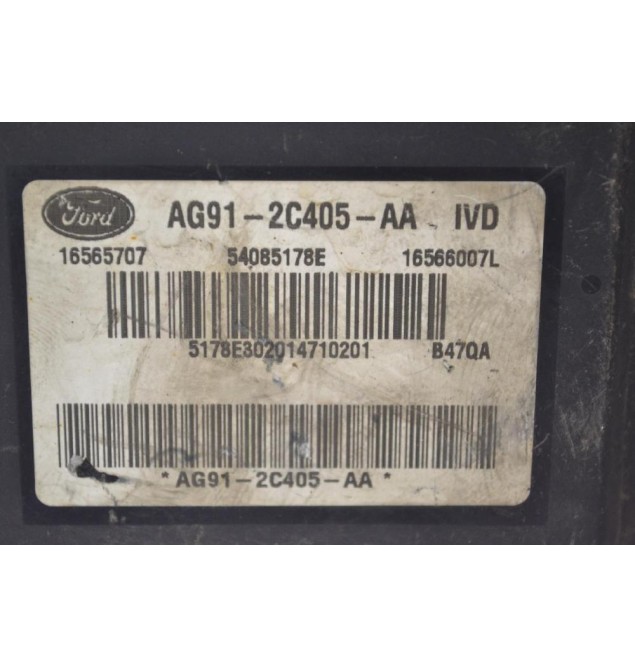 Ford AG91-2C405-AA IVD
16565707 54085178E 16566007L
5178E302014710201 B47QA
* AG91-2C405-AA *